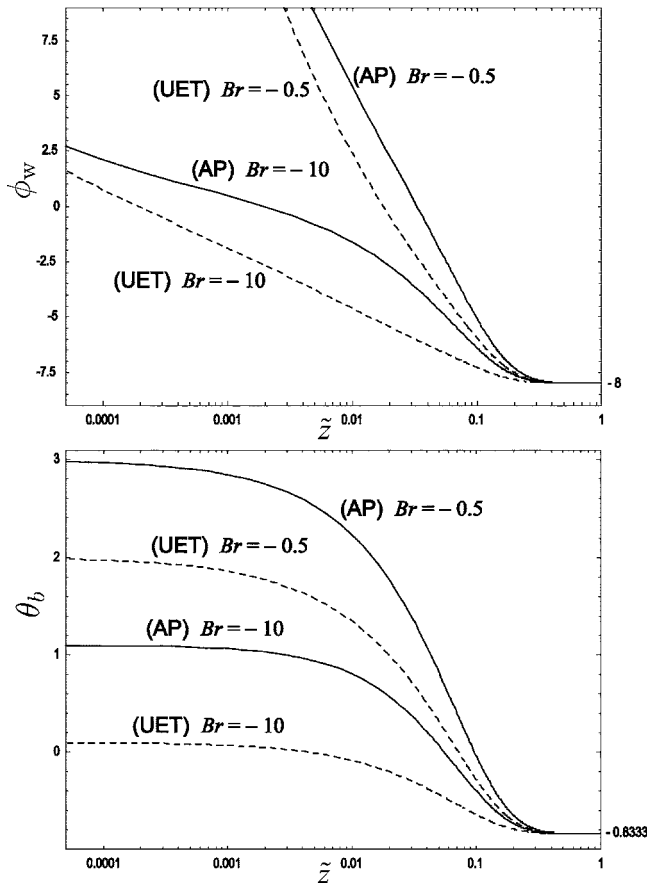 7.5
(AP) Br = − 0.5
(UET) Br = − 0.5
5
2.5
(AP) Br = − 10
ϕw
0
-2.5
(UET) Br = − 10
-5
-7.5
-8
0.0001
0.001
0.01
0.1
1
z̃
3
(AP) Br = − 0.5
(UET) Br = − 0.5
2
θb
(AP) Br = − 10
1
(UET) Br = − 10
0
-0.8333
0.0001
0.001
0.01
0.1
1
z̃